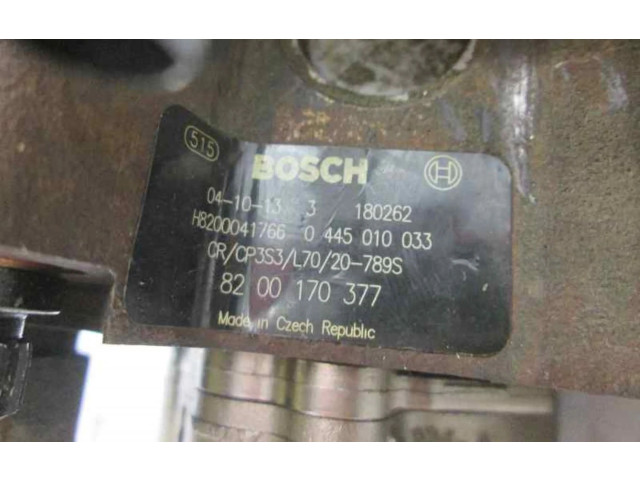 515 BOSCH
04-10-13 3 180262
H8200041766 0 445 010 033
CR/CP3S3/L70/20-789S
82 00 170 377
Made in Czech Republic